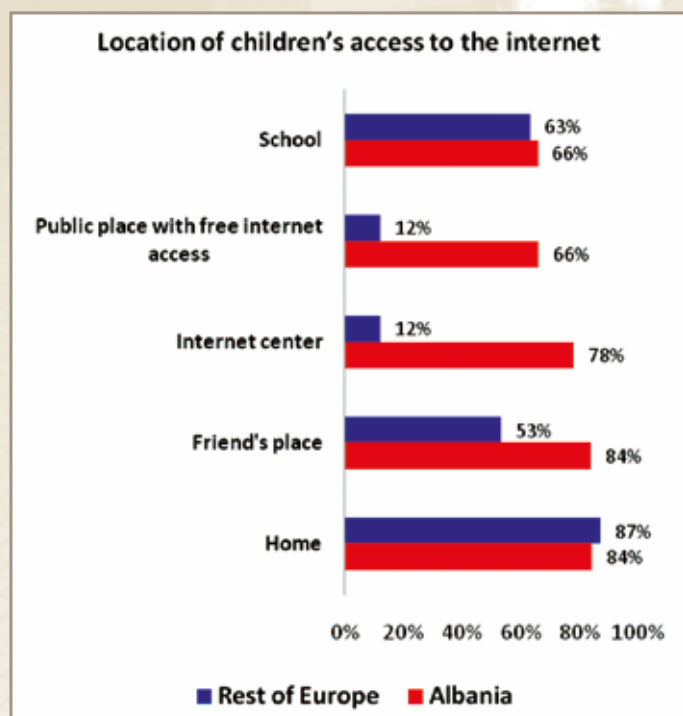 Location of children's access to the internet
School
63%
66%
Public place with free internet
access
12%
66%
Internet center
12%
78%
Friend's place
53%
84%
Home
87%
84%
0% 20% 40% 60% 80% 100%
Rest of Europe Albania